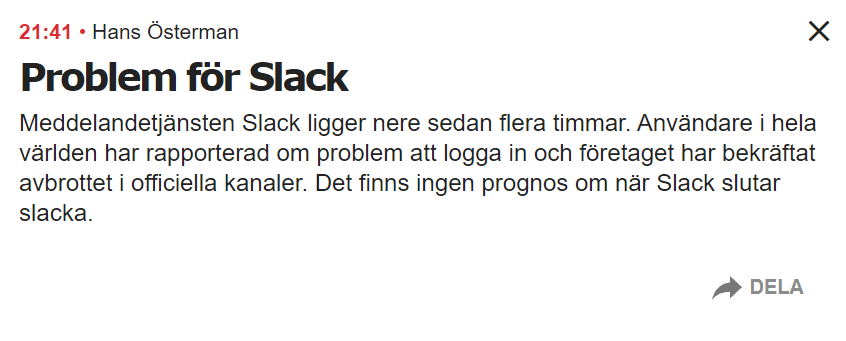 21:41 • Hans Österman
Problem för Slack
Meddelandetjänsten Slack ligger nere sedan flera timmar. Användare i hela
världen har rapporterad om problem att logga in och företaget har bekräftat
avbrottet i officiella kanaler. Det finns ingen prognos om när Slack slutar
slacka.
DELA